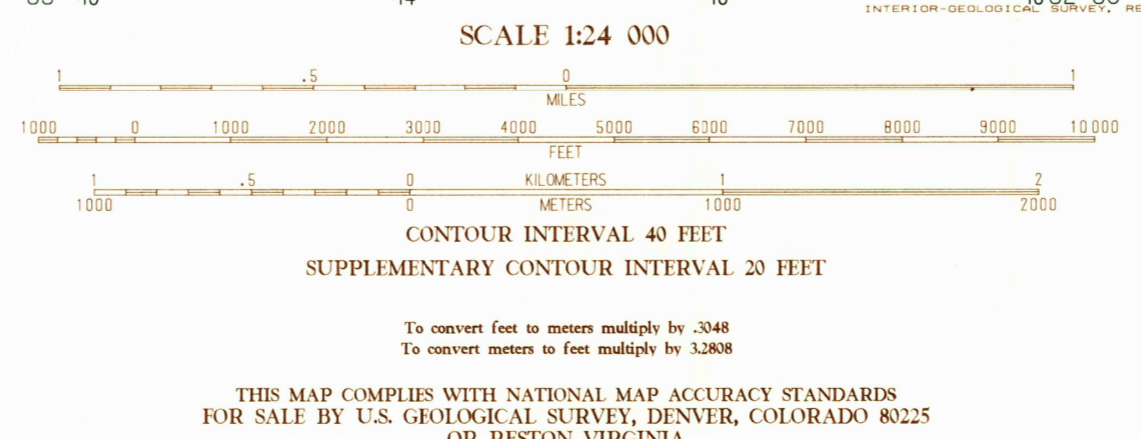 INTERIOR-GEOLOGICAL SURVEY, RE
SCALE 1:24 000
1 .5 0 1
MILES
1000 0 1000 2000 3000 4000 5000 6000 7000 8000 9000 10 000
FEET
1 .5 0 KILOMETERS 1 2
1000 0 METERS 1000 2000
CONTOUR INTERVAL 40 FEET
SUPPLEMENTARY CONTOUR INTERVAL 20 FEET
To convert feet to meters multiply by .3048
To convert meters to feet multiply by 3.2808
THIS MAP COMPLIES WITH NATIONAL MAP ACCURACY STANDARDS
FOR SALE BY U.S. GEOLOGICAL SURVEY, DENVER, COLORADO 80225
OR RESTON VIRGINIA